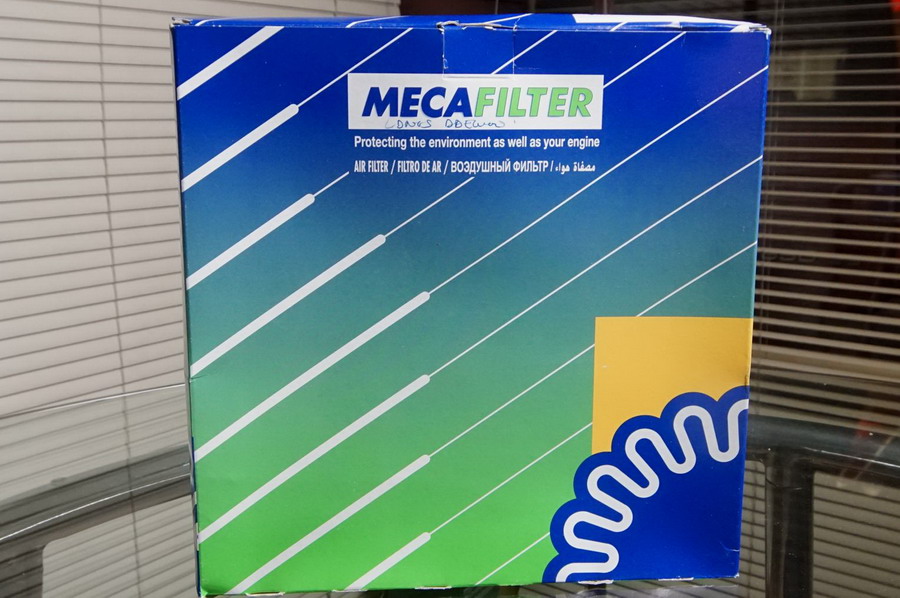 MECAFILTER
Protecting the environment as well as your engine
AIR FILTER / FILTRO DE AR / ВОЗДУШНЫЙ ФИЛЬТР / مصفاة هواء